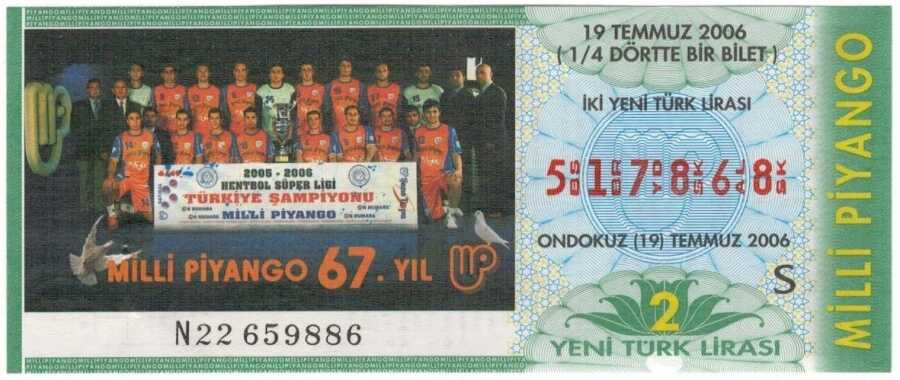 19 TEMMUZ 2006
( 1/4 DÖRTTE BİR BİLET )
İKİ YENİ TÜRK LİRASI
517868
ONDOKUZ (19) TEMMUZ 2006
S
2
YENİ TÜRK LİRASI
MİLLİ PİYANGO
2005 - 2006
HENTBOL SÜPER LİGİ
TÜRKİYE ŞAMPİYONU
MİLLİ PİYANGO
MİLLİ PİYANGO 67. YIL
N22 659886